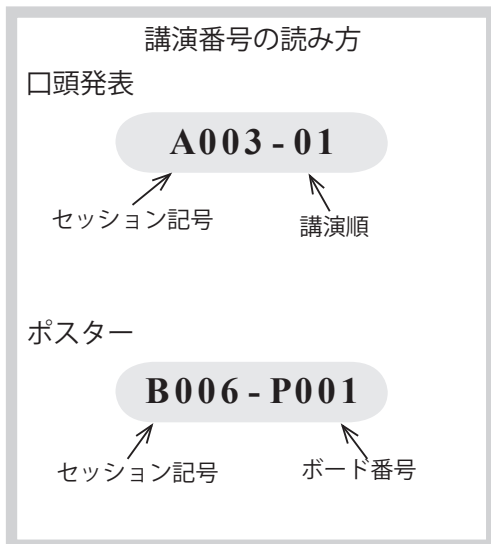 講演番号の読み方
口頭発表
A003-01
セッション記号 講演順
ポスター
B006-P001
セッション記号 ボード番号